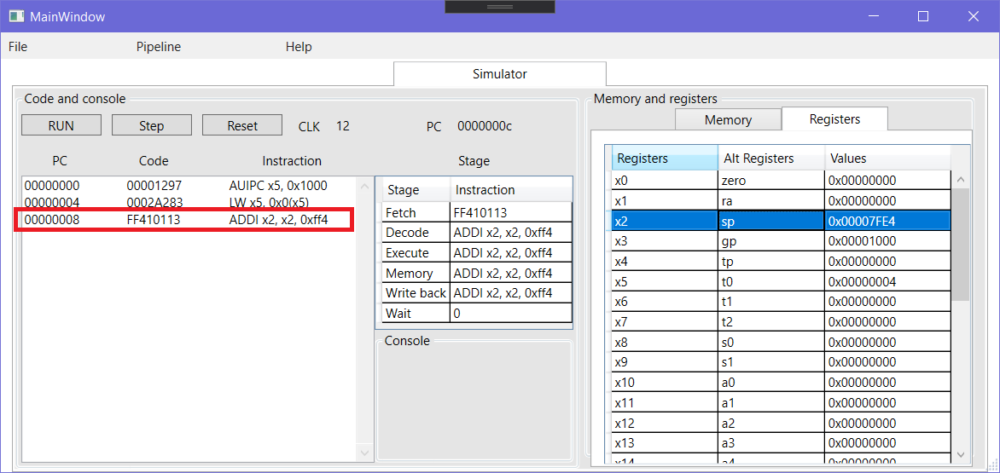 MainWindow
File Pipeline Help
Simulator
Code and console
RUN Step Reset CLK 12 PC 0000000c
PC Code Instraction Stage
00000000 00001297 AUIPC x5, 0x1000
00000004 0002A283 LW x5, 0x0(x5)
00000008 FF410113 ADDI x2, x2, 0xff4
Stage Instraction
Fetch FF410113
Decode ADDI x2, x2, 0xff4
Execute ADDI x2, x2, 0xff4
Memory ADDI x2, x2, 0xff4
Write back ADDI x2, x2, 0xff4
Wait 0
Console
Memory and registers
Memory Registers
Registers Alt Registers Values
x0 zero 0x00000000
x1 ra 0x00000000
x2 sp 0x00007FE4
x3 gp 0x00001000
x4 tp 0x00000000
x5 t0 0x00000004
x6 t1 0x00000000
x7 t2 0x00000000
x8 s0 0x00000000
x9 s1 0x00000000
x10 a0 0x00000000
x11 a1 0x00000000
x12 a2 0x00000000
x13 a3 0x00000000
x14 a4 0x00000000